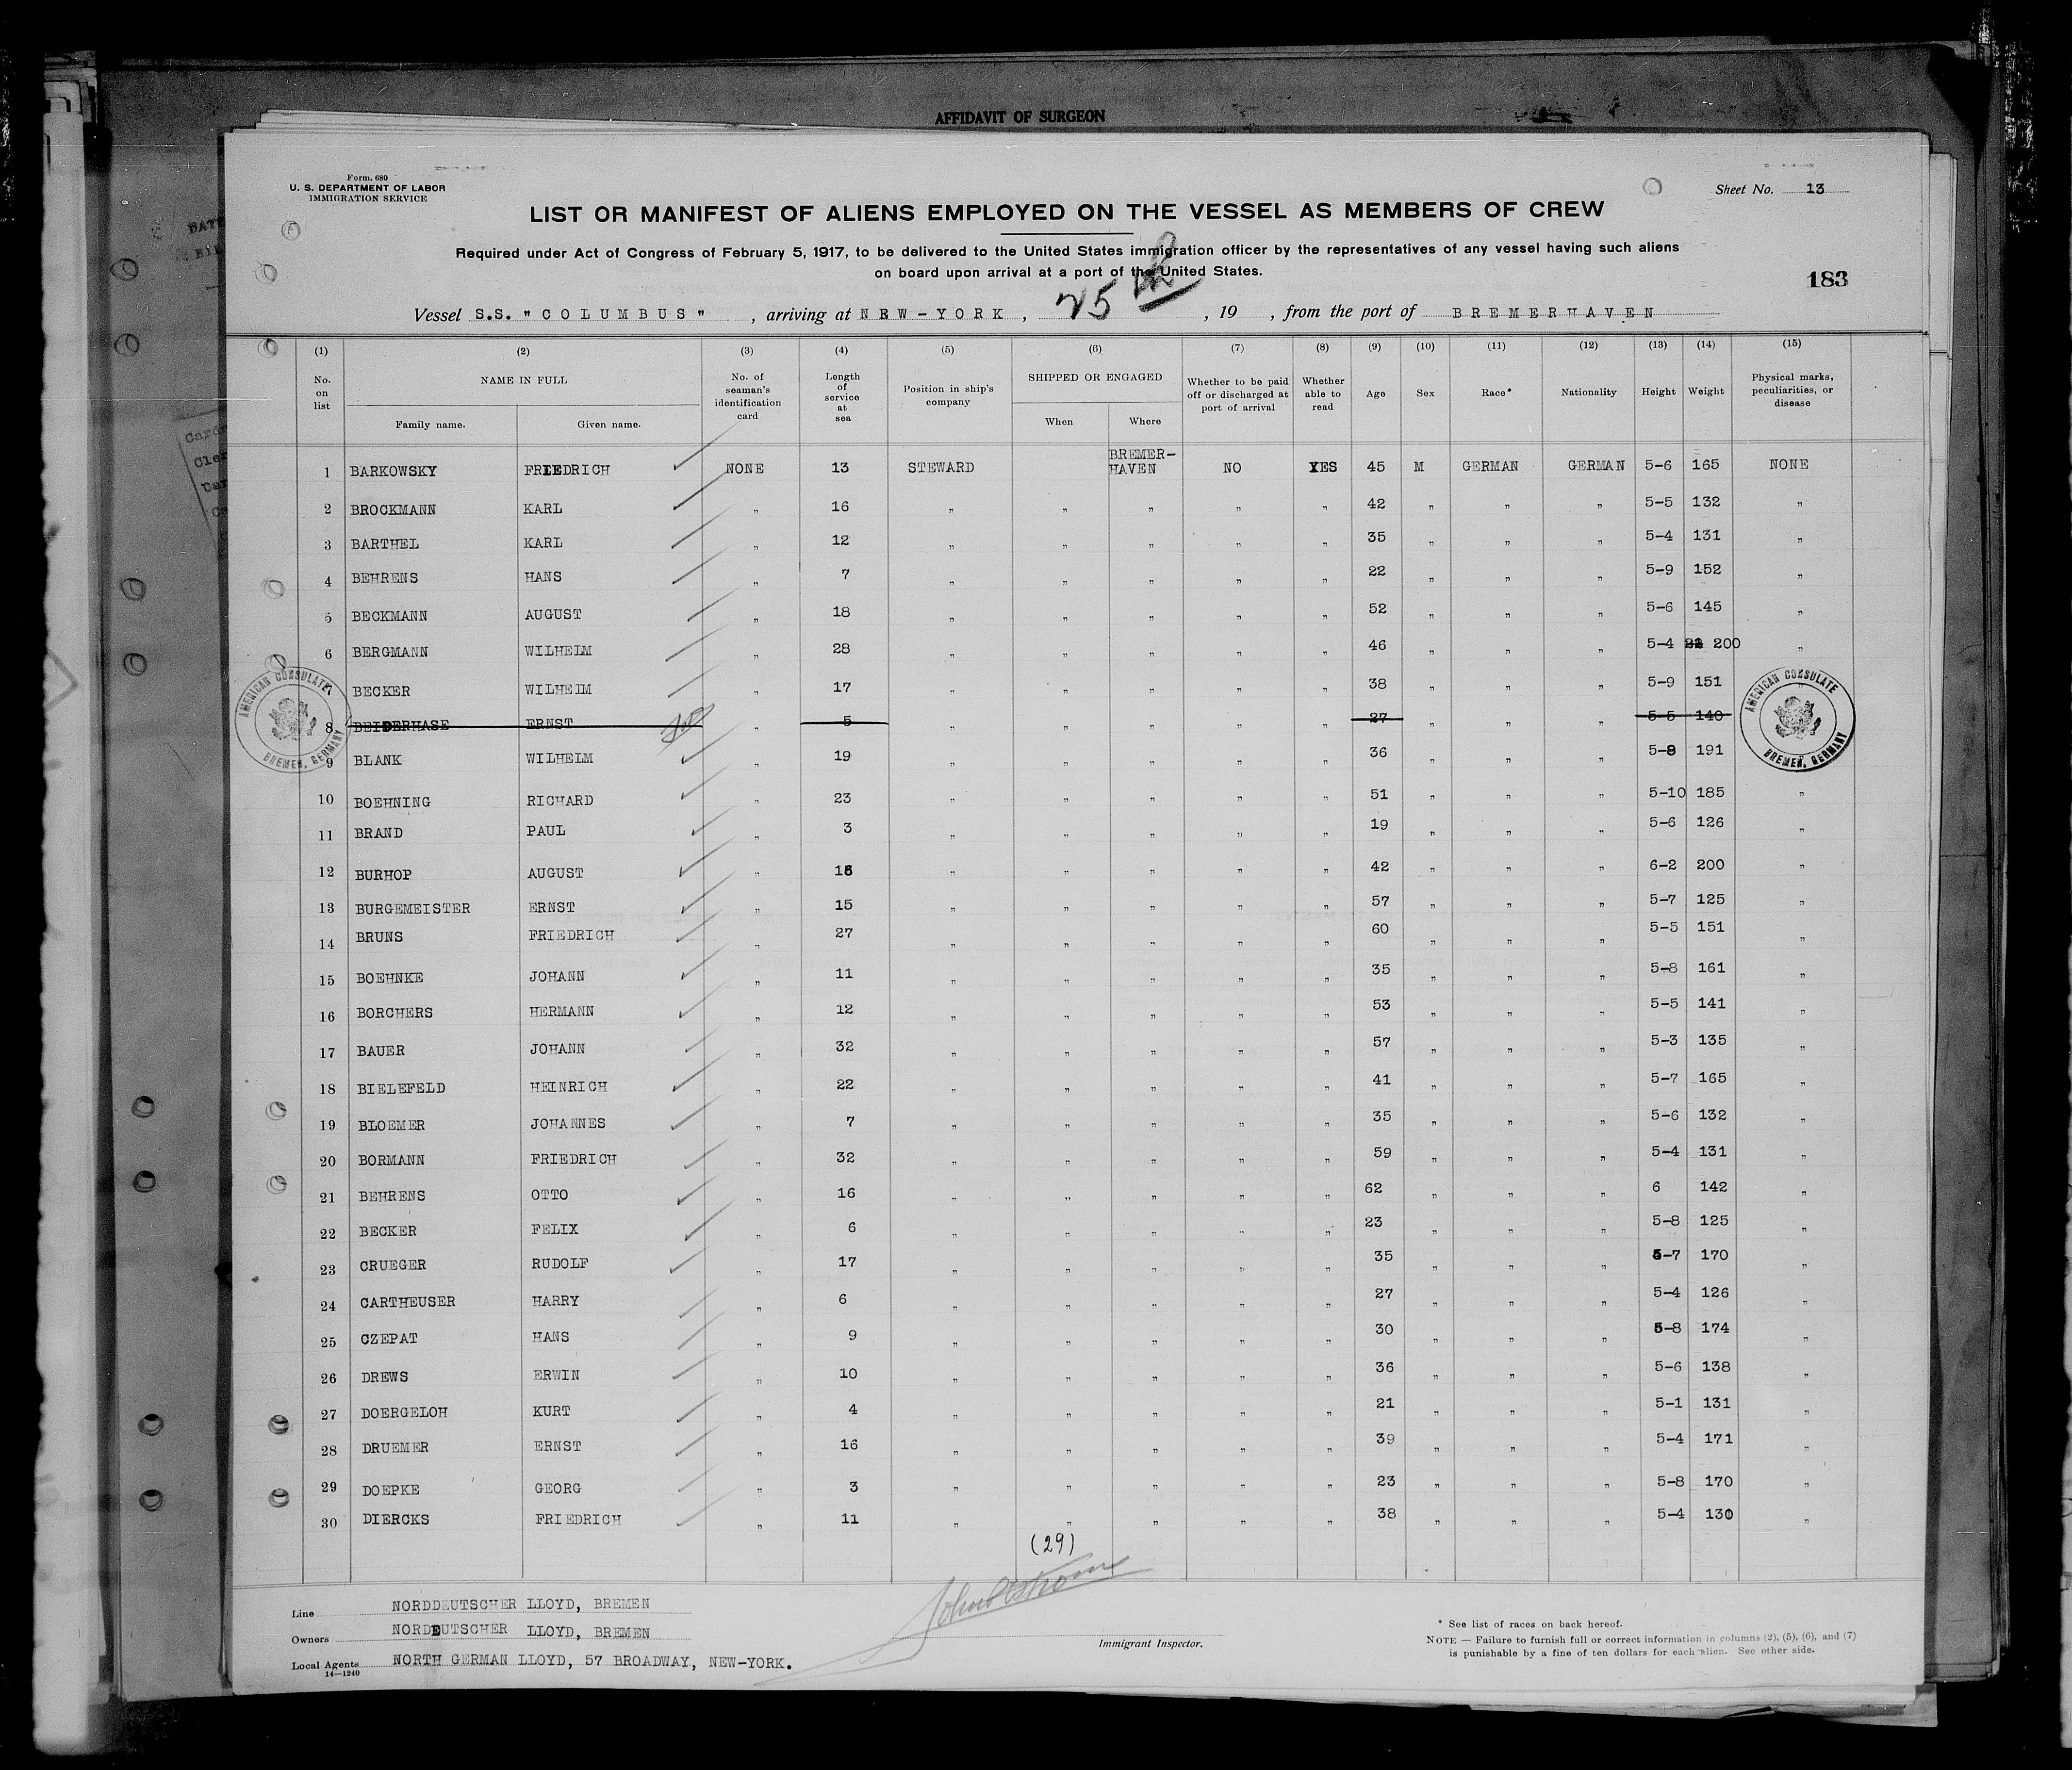 AFFIDAVIT OF SURGEON
Form. 680
U. S. DEPARTMENT OF LABOR
IMMIGRATION SERVICE
Sheet No. 13
LIST OR MANIFEST OF ALIENS EMPLOYED ON THE VESSEL AS MEMBERS OF CREW
Required under Act of Congress of February 5, 1917, to be delivered to the United States immigration officer by the representatives of any vessel having such aliens
on board upon arrival at a port of the United States.
183
Vessel S.S. "COLUMBUS" , arriving at NEW-YORK , 25th , 19 , from the port of BREMERHAVEN
(1) (2) (3) (4) (5) (6) (7) (8) (9) (10) (11) (12) (13) (14) (15)
No. on list NAME IN FULL Family name. Given name. No. of seaman's identification card Length of service at sea Position in ship's company SHIPPED OR ENGAGED When Where Whether to be paid off or discharged at port of arrival Whether able to read Age Sex Race* Nationality Height Weight Physical marks, peculiarities, or disease
1 BARKOWSKY FRIEDRICH NONE 13 STEWARD BREMER-HAVEN NO YES 45 M GERMAN GERMAN 5-6 165 NONE
2 BROCKMANN KARL " 16 " " " " " 42 " " " 5-5 132 "
3 BARTHEL KARL " 12 " " " " " 35 " " " 5-4 131 "
4 BEHRENS HANS " 7 " " " " " 22 " " " 5-9 152 "
5 BECKMANN AUGUST " 18 " " " " " 52 " " " 5-6 145 "
6 BERGMANN WILHELM " 28 " " " " " 46 " " " 5-4 200 "
7 BECKER WILHELM " 17 " " " " " 38 " " " 5-9 151 "
8 BEIDERHASE ERNST " 5 " " " " " 27 " " " 5-5 140
9 BLANK WILHELM " 19 " " " " " 36 " " " 5-8 191
10 BOEHNING RICHARD " 23 " " " " " 51 " " " 5-10 185 "
11 BRAND PAUL " 3 " " " " " 19 " " " 5-6 126 "
12 BURHOP AUGUST " 16 " " " " " 42 " " " 6-2 200 "
13 BURGEMEISTER ERNST " 15 " " " " " 57 " " " 5-7 125 "
14 BRUNS FRIEDRICH " 27 " " " " " 60 " " " 5-5 151 "
15 BOEHNKE JOHANN " 11 " " " " " 35 " " " 5-8 161 "
16 BORCHERS HERMANN " 12 " " " " " 53 " " " 5-5 141 "
17 BAUER JOHANN " 32 " " " " " 57 " " " 5-3 135 "
18 BIELEFELD HEINRICH " 22 " " " " " 41 " " " 5-7 165 "
19 BLOEMER JOHANNES " 7 " " " " " 35 " " " 5-6 132 "
20 BORMANN FRIEDRICH " 32 " " " " " 59 " " " 5-4 131 "
21 BEHRENS OTTO " 16 " " " " " 62 " " " 6 142 "
22 BECKER FELIX " 6 " " " " " 23 " " " 5-8 125 "
23 CRUEGER RUDOLF " 17 " " " " " 35 " " " 5-7 170 "
24 CARTHEUSER HARRY " 6 " " " " " 27 " " " 5-4 126 "
25 CZEPAT HANS " 9 " " " " " 30 " " " 5-8 174 "
26 DREWS ERWIN " 10 " " " " " 36 " " " 5-6 138 "
27 DOERGELOH KURT " 4 " " " " " 21 " " " 5-1 131 "
28 DRUEMER ERNST " 16 " " " " " 39 " " " 5-4 171 "
29 DOEPKE GEORG " 3 " " " " " 23 " " " 5-8 170 "
30 DIERCKS FRIEDRICH " 11 " " " " " 38 " " " 5-4 130 "
AMERICAN CONSULATE
BREMEN, GERMANY
AMERICAN CONSULATE
BREMEN, GERMANY
(29)
Line NORDDEUTSCHER LLOYD, BREMEN
Owners NORDDEUTSCHER LLOYD, BREMEN
Local Agents NORTH GERMAN LLOYD, 57 BROADWAY, NEW-YORK.
14—1240
Immigrant Inspector.
* See list of races on back hereof.
NOTE — Failure to furnish full or correct information in columns (2), (5), (6), and (7)
is punishable by a fine of ten dollars for each alien. See other side.